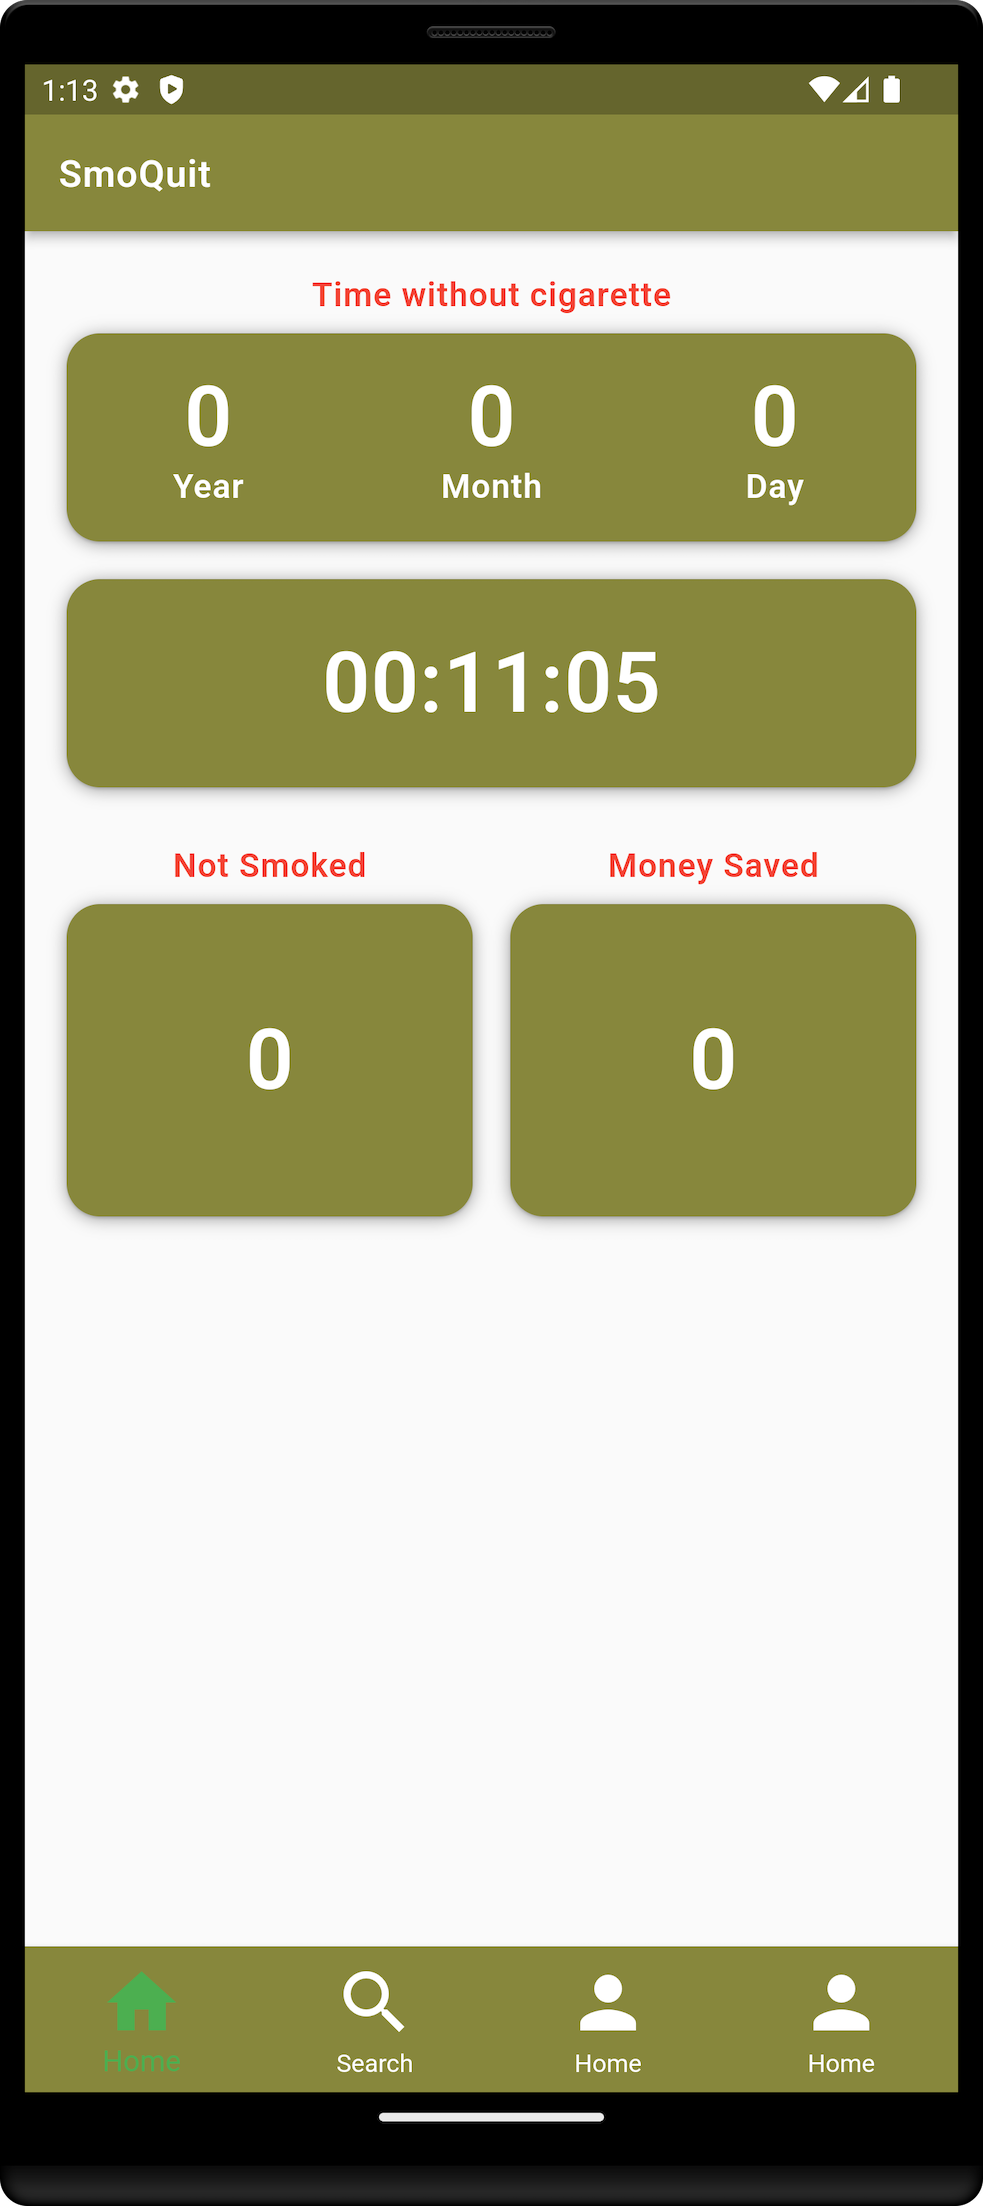 1:13
SmoQuit
Time without cigarette
0 0 0
Year Month Day
00:11:05
Not Smoked Money Saved
0 0
Home Search Home Home